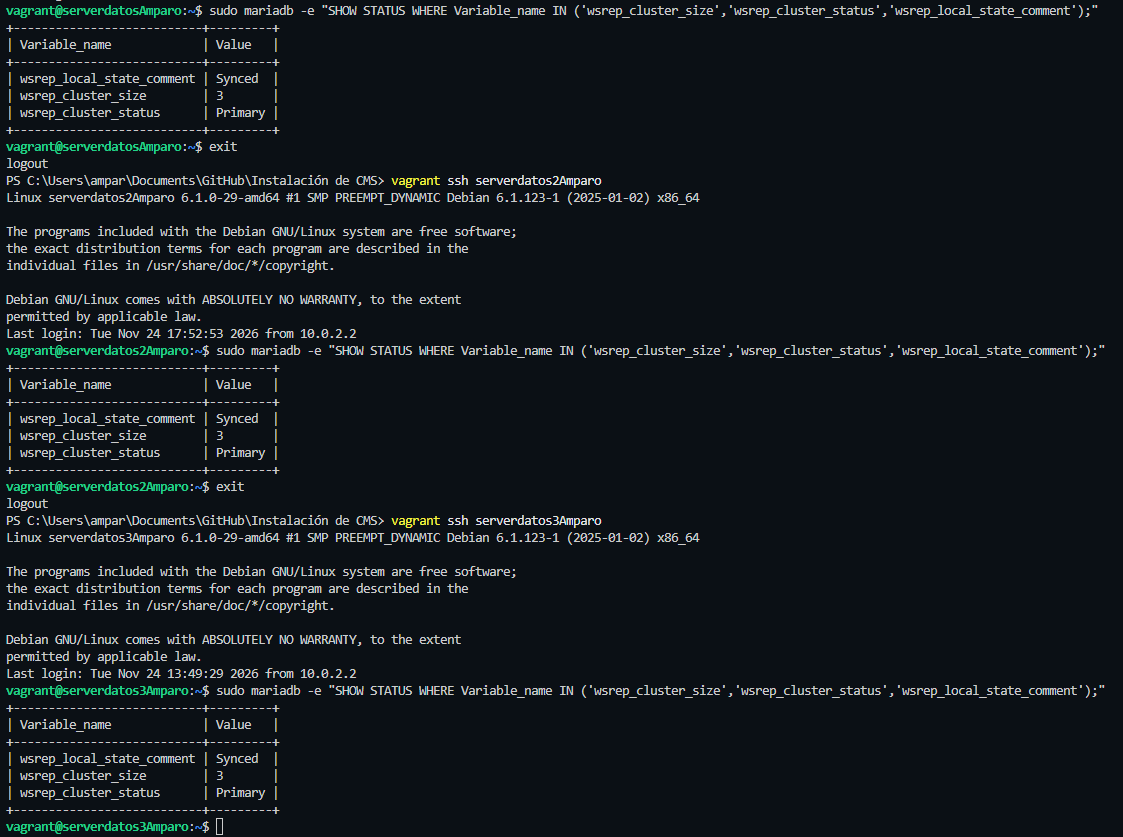 vagrant@serverdatosAmparo:~$ sudo mariadb -e "SHOW STATUS WHERE Variable_name IN ('wsrep_cluster_size','wsrep_cluster_status','wsrep_local_state_comment');"
+---------------------------+---------+
| Variable_name             | Value   |
+---------------------------+---------+
| wsrep_local_state_comment | Synced  |
| wsrep_cluster_size        | 3       |
| wsrep_cluster_status      | Primary |
+---------------------------+---------+
vagrant@serverdatosAmparo:~$ exit
logout
PS C:\Users\ampar\Documents\GitHub\Instalación de CMS> vagrant ssh serverdatos2Amparo
Linux serverdatos2Amparo 6.1.0-29-amd64 #1 SMP PREEMPT_DYNAMIC Debian 6.1.123-1 (2025-01-02) x86_64

The programs included with the Debian GNU/Linux system are free software;
the exact distribution terms for each program are described in the
individual files in /usr/share/doc/*/copyright.

Debian GNU/Linux comes with ABSOLUTELY NO WARRANTY, to the extent
permitted by applicable law.
Last login: Tue Nov 24 17:52:53 2026 from 10.0.2.2
vagrant@serverdatos2Amparo:~$ sudo mariadb -e "SHOW STATUS WHERE Variable_name IN ('wsrep_cluster_size','wsrep_cluster_status','wsrep_local_state_comment');"
+---------------------------+---------+
| Variable_name             | Value   |
+---------------------------+---------+
| wsrep_local_state_comment | Synced  |
| wsrep_cluster_size        | 3       |
| wsrep_cluster_status      | Primary |
+---------------------------+---------+
vagrant@serverdatos2Amparo:~$ exit
logout
PS C:\Users\ampar\Documents\GitHub\Instalación de CMS> vagrant ssh serverdatos3Amparo
Linux serverdatos3Amparo 6.1.0-29-amd64 #1 SMP PREEMPT_DYNAMIC Debian 6.1.123-1 (2025-01-02) x86_64

The programs included with the Debian GNU/Linux system are free software;
the exact distribution terms for each program are described in the
individual files in /usr/share/doc/*/copyright.

Debian GNU/Linux comes with ABSOLUTELY NO WARRANTY, to the extent
permitted by applicable law.
Last login: Tue Nov 24 13:49:29 2026 from 10.0.2.2
vagrant@serverdatos3Amparo:~$ sudo mariadb -e "SHOW STATUS WHERE Variable_name IN ('wsrep_cluster_size','wsrep_cluster_status','wsrep_local_state_comment');"
+---------------------------+---------+
| Variable_name             | Value   |
+---------------------------+---------+
| wsrep_local_state_comment | Synced  |
| wsrep_cluster_size        | 3       |
| wsrep_cluster_status      | Primary |
+---------------------------+---------+
vagrant@serverdatos3Amparo:~$